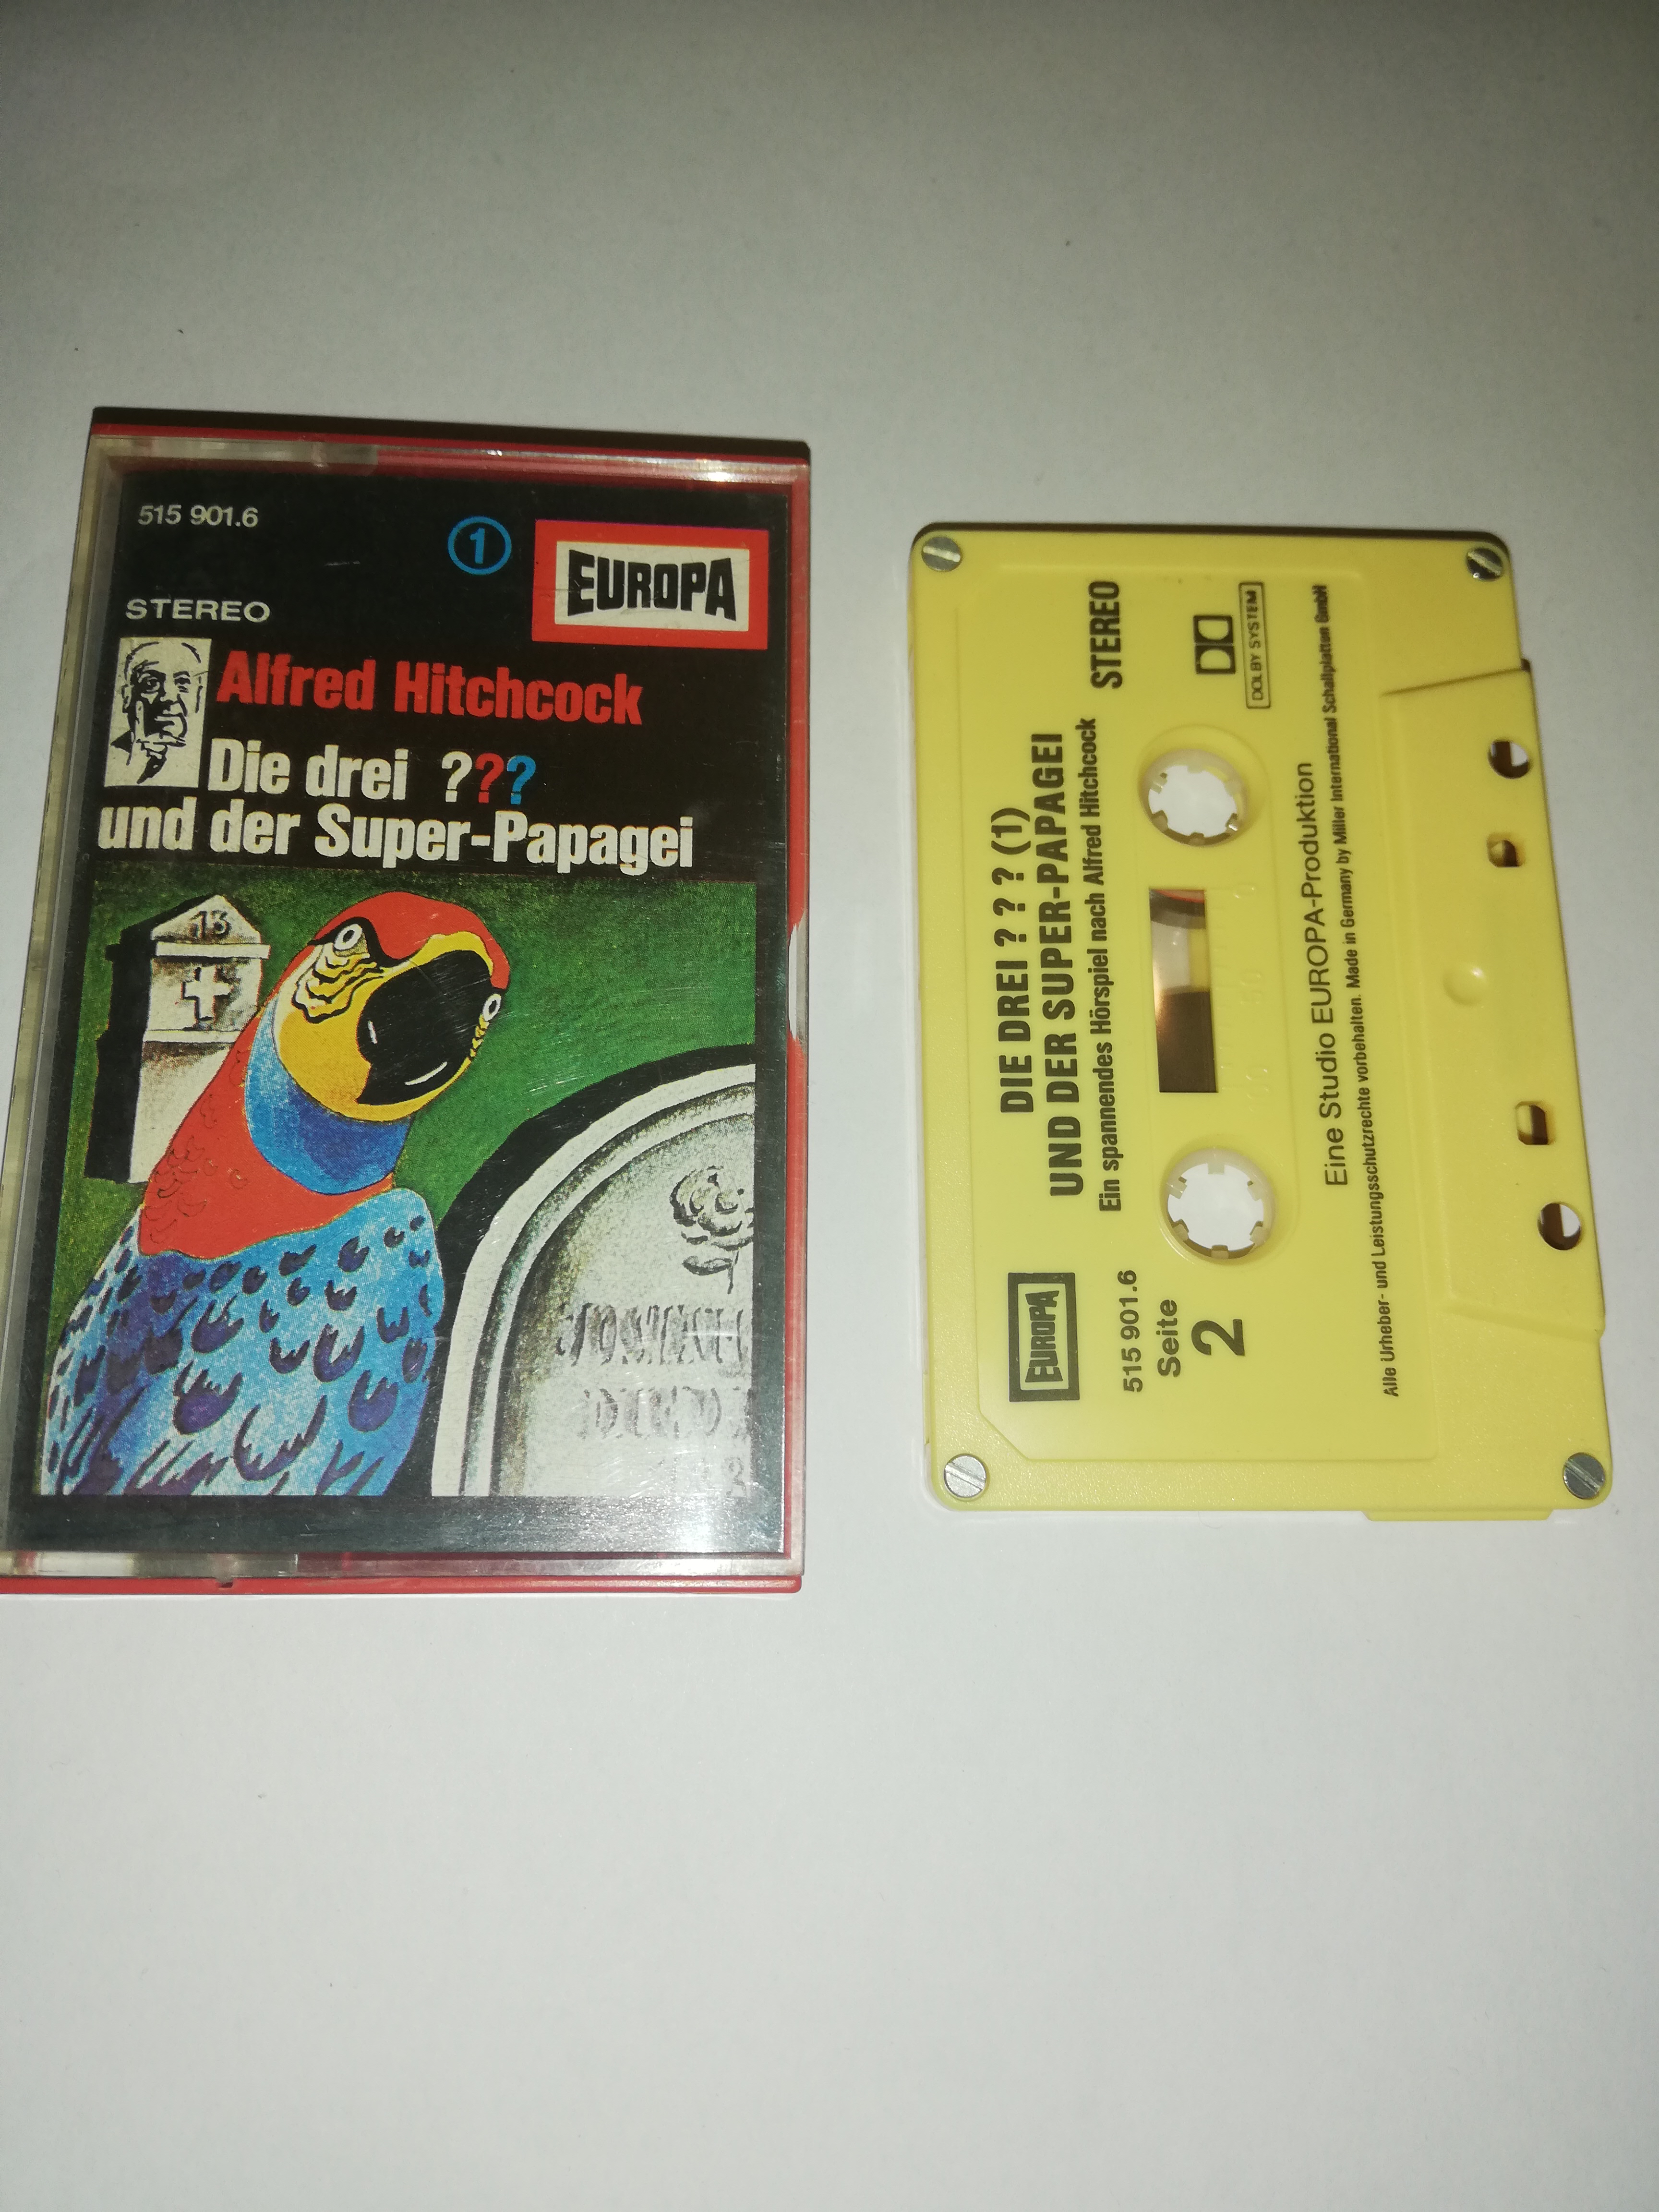 515 901.6
1
EUROPA
STEREO
Alfred Hitchcock
Die drei ???
und der Super-Papagei
13
DIE DREI ? ? ? (1)
UND DER SUPER-PAPAGEI
Ein spannendes Hörspiel nach Alfred Hitchcock
STEREO
EUROPA
515 901.6
Seite
2
DOLBY SYSTEM
Eine Studio EUROPA-Produktion
Alle Urheber- und Leistungsschutzrechte vorbehalten. Made in Germany by Miller International Schallplatten GmbH